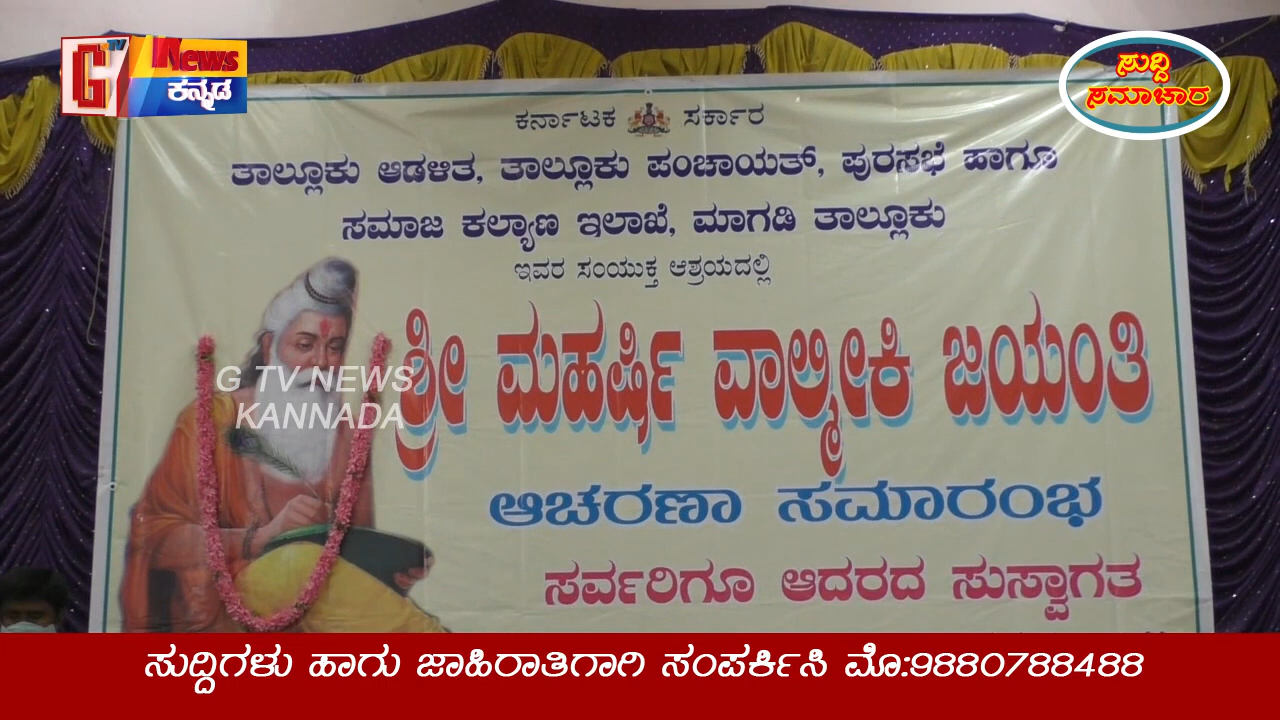 G TV News
ಕನ್ನಡ
ಸುದ್ದಿ
ಸಮಾಚಾರ
ಕರ್ನಾಟಕ ಸರ್ಕಾರ
ತಾಲ್ಲೂಕು ಆಡಳಿತ, ತಾಲ್ಲೂಕು ಪಂಚಾಯತ್, ಪುರಸಭೆ ಹಾಗೂ
ಸಮಾಜ ಕಲ್ಯಾಣ ಇಲಾಖೆ, ಮಾಗಡಿ ತಾಲ್ಲೂಕು
ಇವರ ಸಂಯುಕ್ತ ಆಶ್ರಯದಲ್ಲಿ
ಶ್ರೀ ಮಹರ್ಷಿ ವಾಲ್ಮೀಕಿ ಜಯಂತಿ
G TV NEWS
KANNADA
ಆಚರಣಾ ಸಮಾರಂಭ
ಸರ್ವರಿಗೂ ಆದರದ ಸುಸ್ವಾಗತ
ಸುದ್ದಿಗಳು ಹಾಗು ಜಾಹಿರಾತಿಗಾಗಿ ಸಂಪರ್ಕಿಸಿ ಮೊ:9880788488